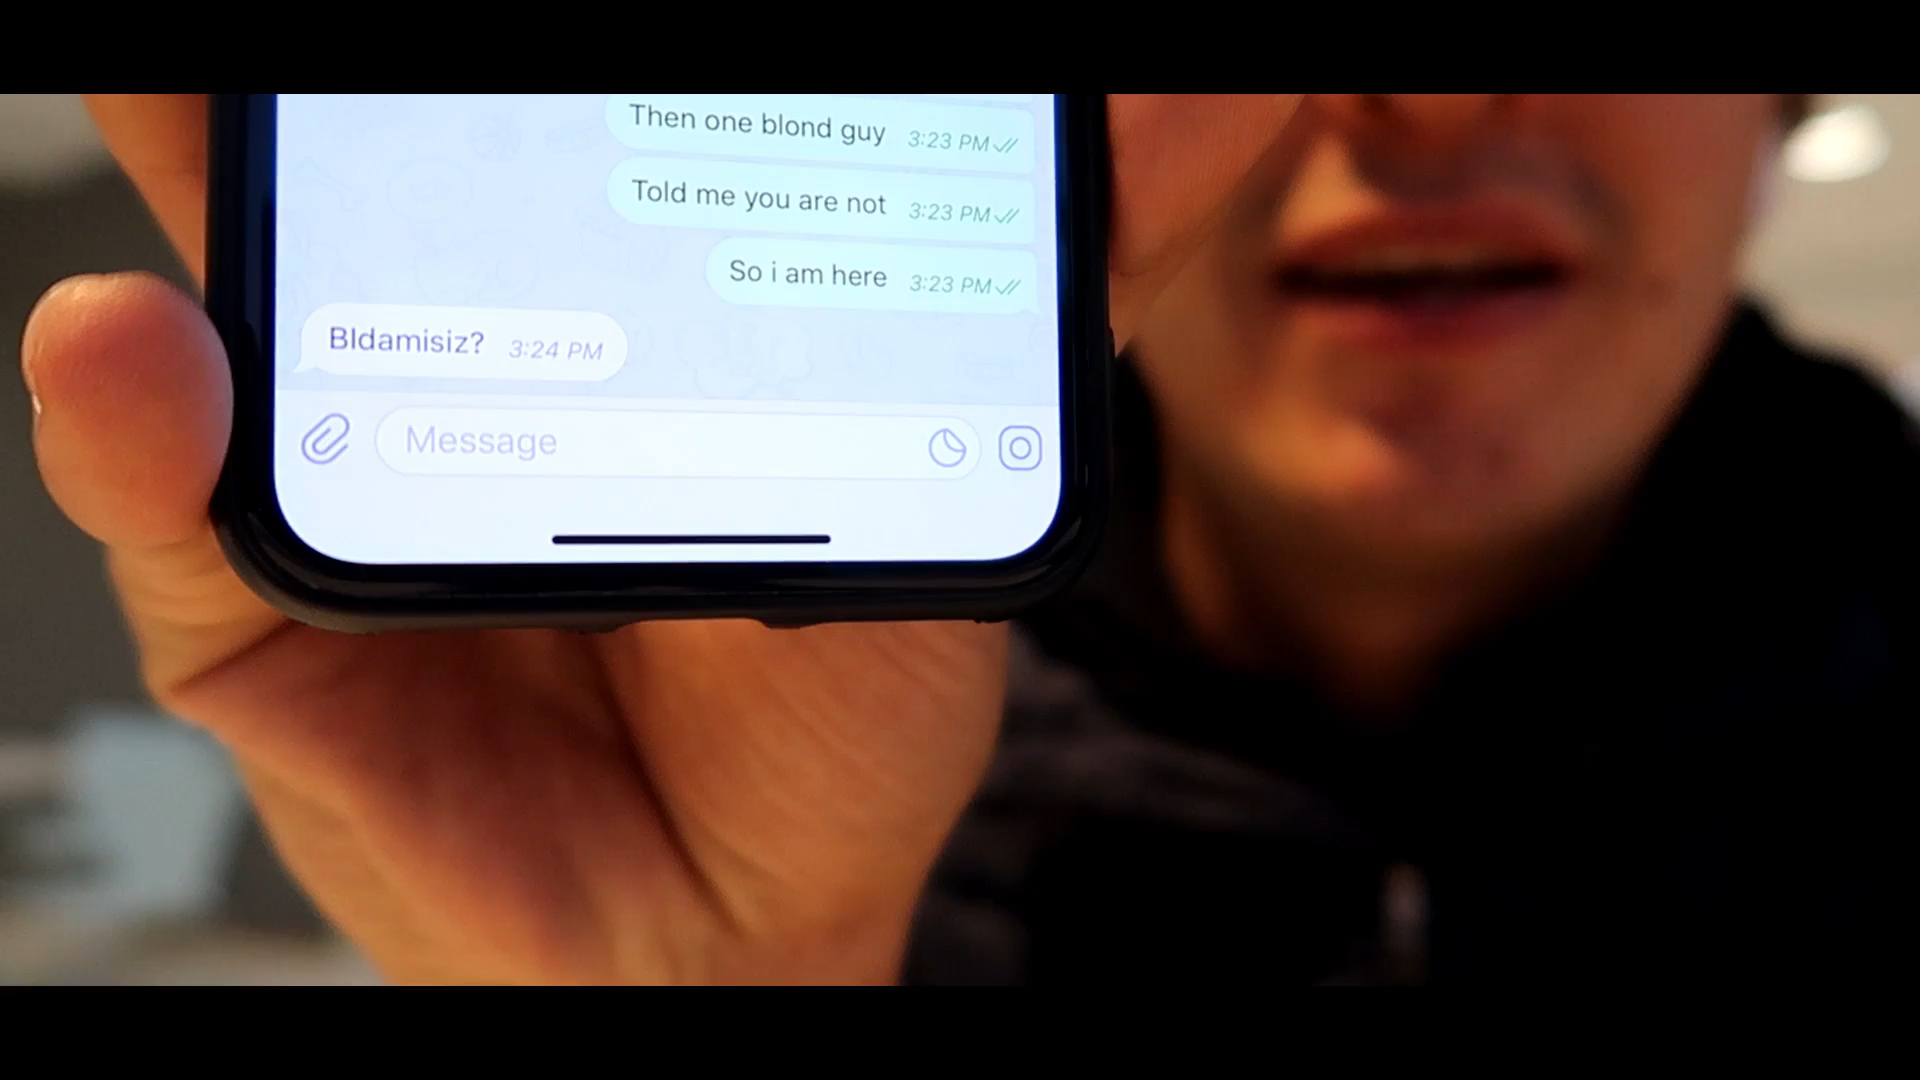 Then one blond guy 3:23 PM
Told me you are not 3:23 PM
So i am here 3:23 PM
Bldamisiz? 3:24 PM
Message